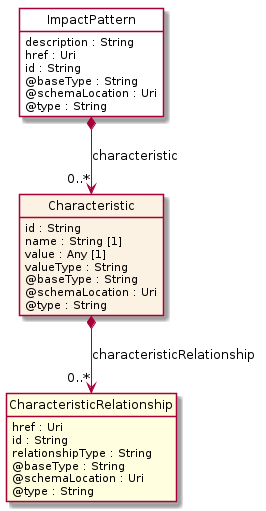 ImpactPattern
description : String
href : Uri
id : String
@baseType : String
@schemaLocation : Uri
@type : String
characteristic
0..*
Characteristic
id : String
name : String [1]
value : Any [1]
valueType : String
@baseType : String
@schemaLocation : Uri
@type : String
characteristicRelationship
0..*
CharacteristicRelationship
href : Uri
id : String
relationshipType : String
@baseType : String
@schemaLocation : Uri
@type : String